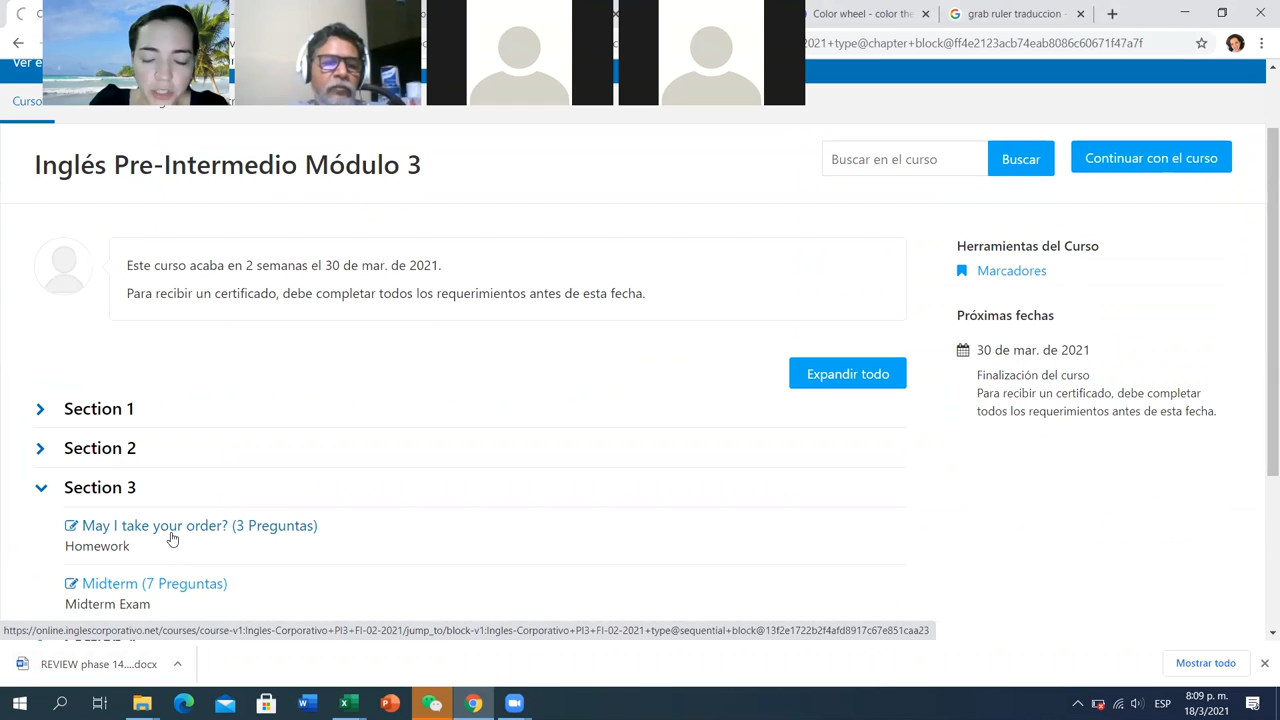 Color wheel - color the
grab ruler traduccion -
2021+type@chapter+block@ff4e2123acb74eab8086c60671f47a7f
Ver e
Curso
Inglés Pre-Intermedio Módulo 3
Buscar en el curso
Buscar
Continuar con el curso
Este curso acaba en 2 semanas el 30 de mar. de 2021.
Para recibir un certificado, debe completar todos los requerimientos antes de esta fecha.
Herramientas del Curso
Marcadores
Próximas fechas
30 de mar. de 2021
Finalización del curso
Para recibir un certificado, debe completar
todos los requerimientos antes de esta fecha.
Expandir todo
Section 1
Section 2
Section 3
May I take your order? (3 Preguntas)
Homework
Midterm (7 Preguntas)
Midterm Exam
https://online.inglescorporativo.net/courses/course-v1:Ingles-Corporativo+PI3+FI-02-2021/jump_to/block-v1:Ingles-Corporativo+PI3+FI-02-2021+type@sequential+block@13f2e1722b2f4afd8917c67e851caa23
REVIEW phase 14....docx
Mostrar todo
ESP
8:09 p. m.
18/3/2021